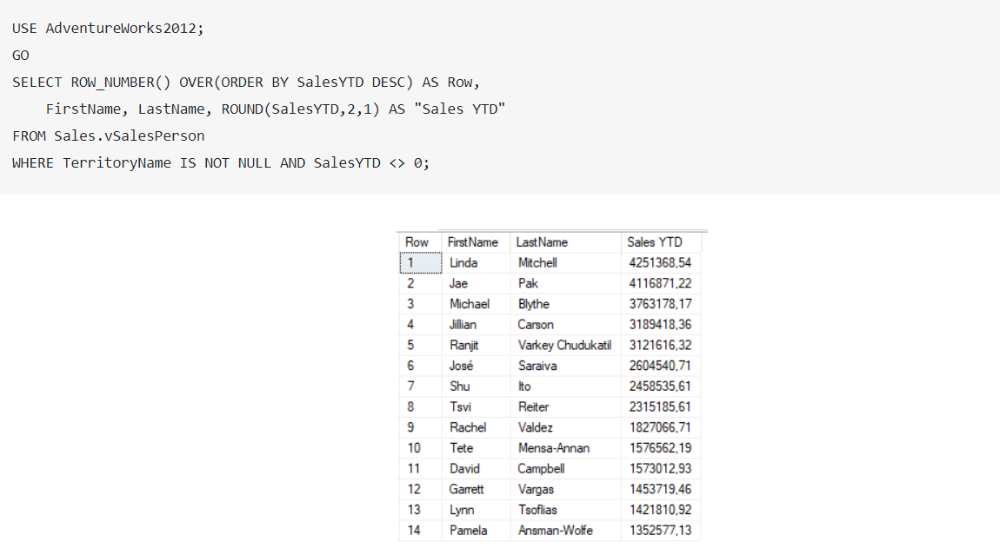 USE AdventureWorks2012;
GO
SELECT ROW_NUMBER() OVER(ORDER BY SalesYTD DESC) AS Row,
    FirstName, LastName, ROUND(SalesYTD,2,1) AS "Sales YTD"
FROM Sales.vSalesPerson
WHERE TerritoryName IS NOT NULL AND SalesYTD <> 0;
Row FirstName LastName Sales YTD
1 Linda Mitchell 4251368,54
2 Jae Pak 4116871,22
3 Michael Blythe 3763178,17
4 Jillian Carson 3189418,36
5 Ranjit Varkey Chudukatil 3121616,32
6 José Saraiva 2604540,71
7 Shu Ito 2458535,61
8 Tsvi Reiter 2315185,61
9 Rachel Valdez 1827066,71
10 Tete Mensa-Annan 1576562,19
11 David Campbell 1573012,93
12 Garrett Vargas 1453719,46
13 Lynn Tsoflias 1421810,92
14 Pamela Ansman-Wolfe 1352577,13